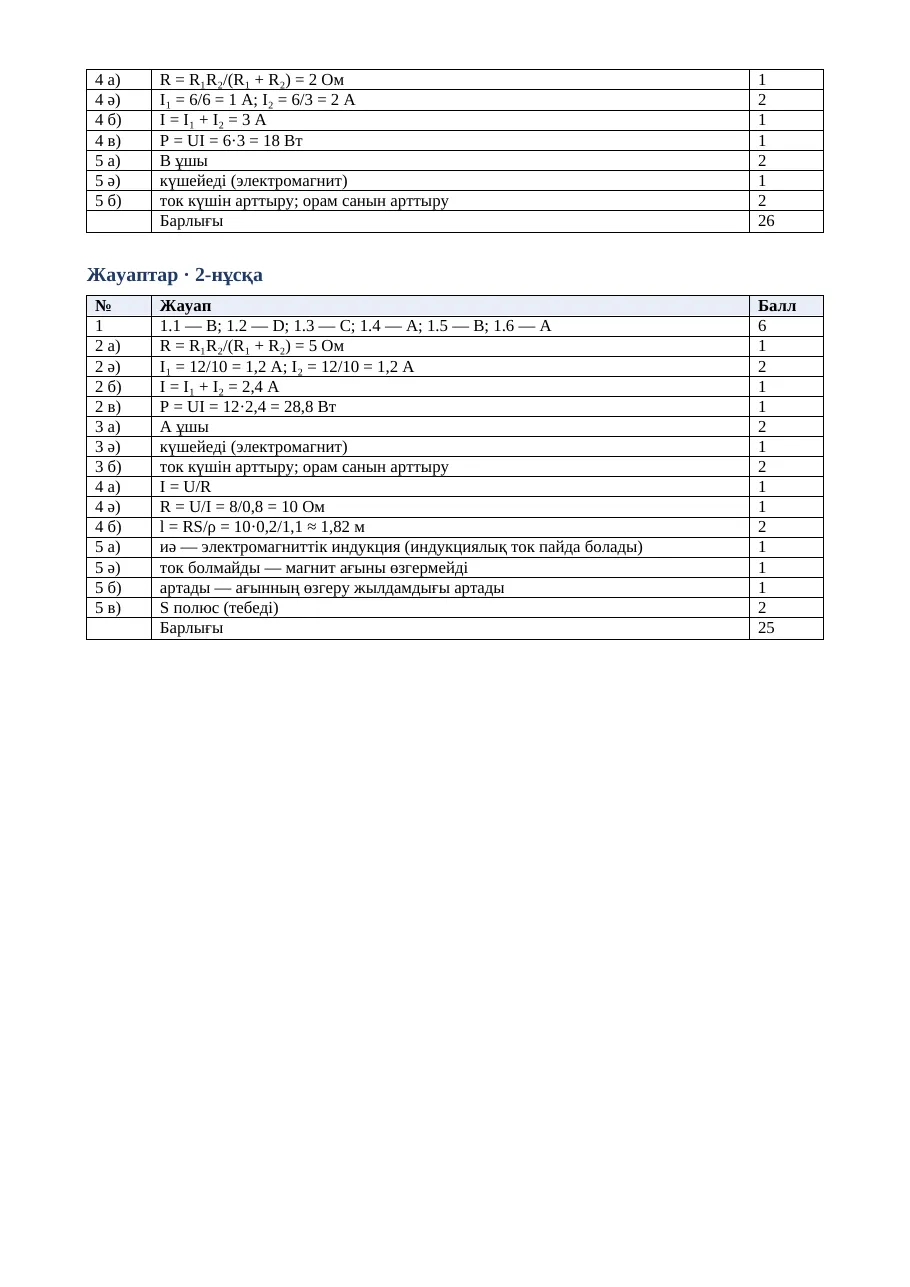 4 а) R = R₁R₂/(R₁ + R₂) = 2 Ом 1
4 ә) I₁ = 6/6 = 1 А; I₂ = 6/3 = 2 А 2
4 б) I = I₁ + I₂ = 3 А 1
4 в) P = UI = 6·3 = 18 Вт 1
5 а) В ұшы 2
5 ә) күшейеді (электромагнит) 1
5 б) ток күшін арттыру; орам санын арттыру 2
Барлығы 26
Жауаптар · 2-нұсқа
№ Жауап Балл
1 1.1 — B; 1.2 — D; 1.3 — C; 1.4 — A; 1.5 — B; 1.6 — A 6
2 а) R = R₁R₂/(R₁ + R₂) = 5 Ом 1
2 ә) I₁ = 12/10 = 1,2 А; I₂ = 12/10 = 1,2 А 2
2 б) I = I₁ + I₂ = 2,4 А 1
2 в) P = UI = 12·2,4 = 28,8 Вт 1
3 а) А ұшы 2
3 ә) күшейеді (электромагнит) 1
3 б) ток күшін арттыру; орам санын арттыру 2
4 а) I = U/R 1
4 ә) R = U/I = 8/0,8 = 10 Ом 1
4 б) l = RS/ρ = 10·0,2/1,1 ≈ 1,82 м 2
5 а) иә — электромагниттік индукция (индукциялық ток пайда болады) 1
5 ә) ток болмайды — магнит ағыны өзгермейді 1
5 б) артады — ағынның өзгеру жылдамдығы артады 1
5 в) S полюс (тебеді) 2
Барлығы 25